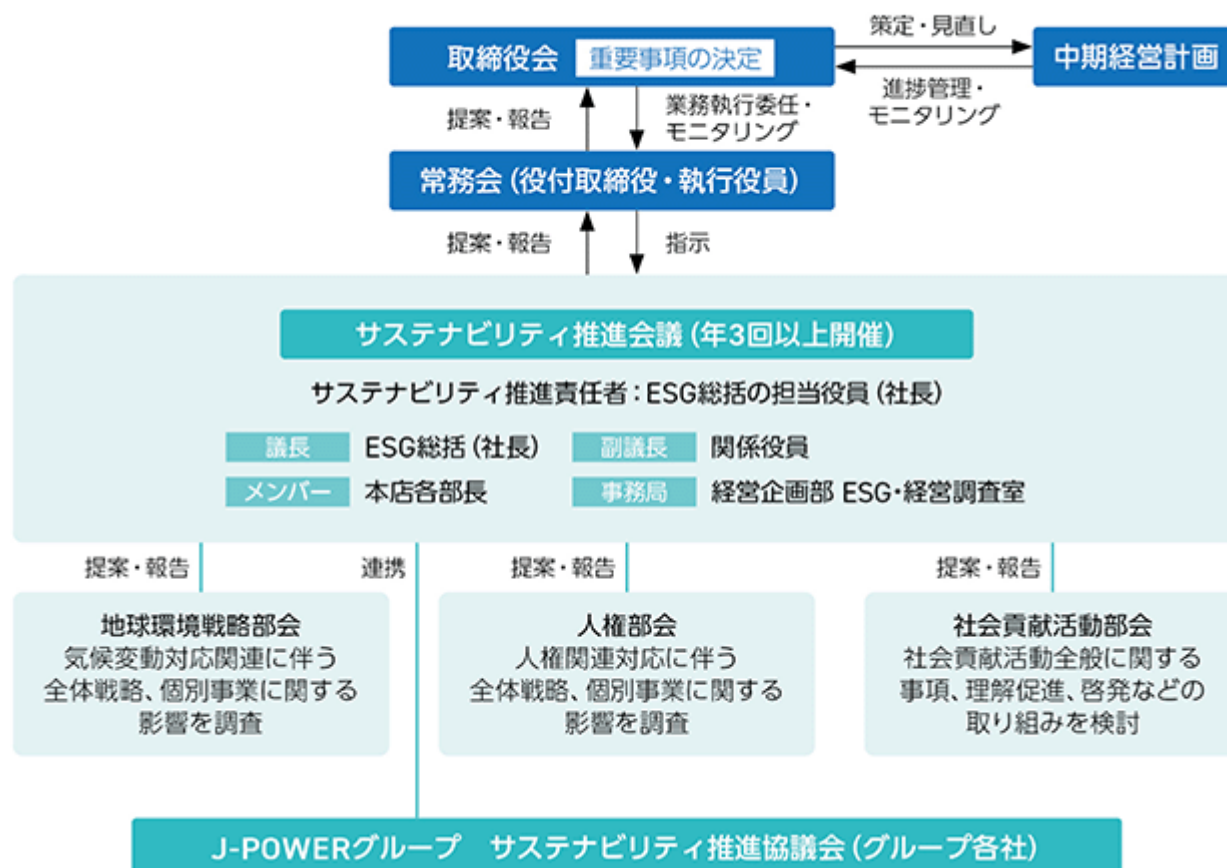 取締役会 重要事項の決定
策定・見直し
中期経営計画
進捗管理・
モニタリング
提案・報告
業務執行委任・
モニタリング
常務会（役付取締役・執行役員）
提案・報告
指示
サステナビリティ推進会議（年3回以上開催）
サステナビリティ推進責任者：ESG総括の担当役員（社長）
議長 ESG総括（社長） 副議長 関係役員
メンバー 本店各部長 事務局 経営企画部 ESG・経営調査室
提案・報告
連携
提案・報告
提案・報告
地球環境戦略部会
気候変動対応関連に伴う
全体戦略、個別事業に関する
影響を調査
人権部会
人権関連対応に伴う
全体戦略、個別事業に関する
影響を調査
社会貢献活動部会
社会貢献活動全般に関する
事項、理解促進、啓発などの
取り組みを検討
J-POWERグループ サステナビリティ推進協議会（グループ各社）